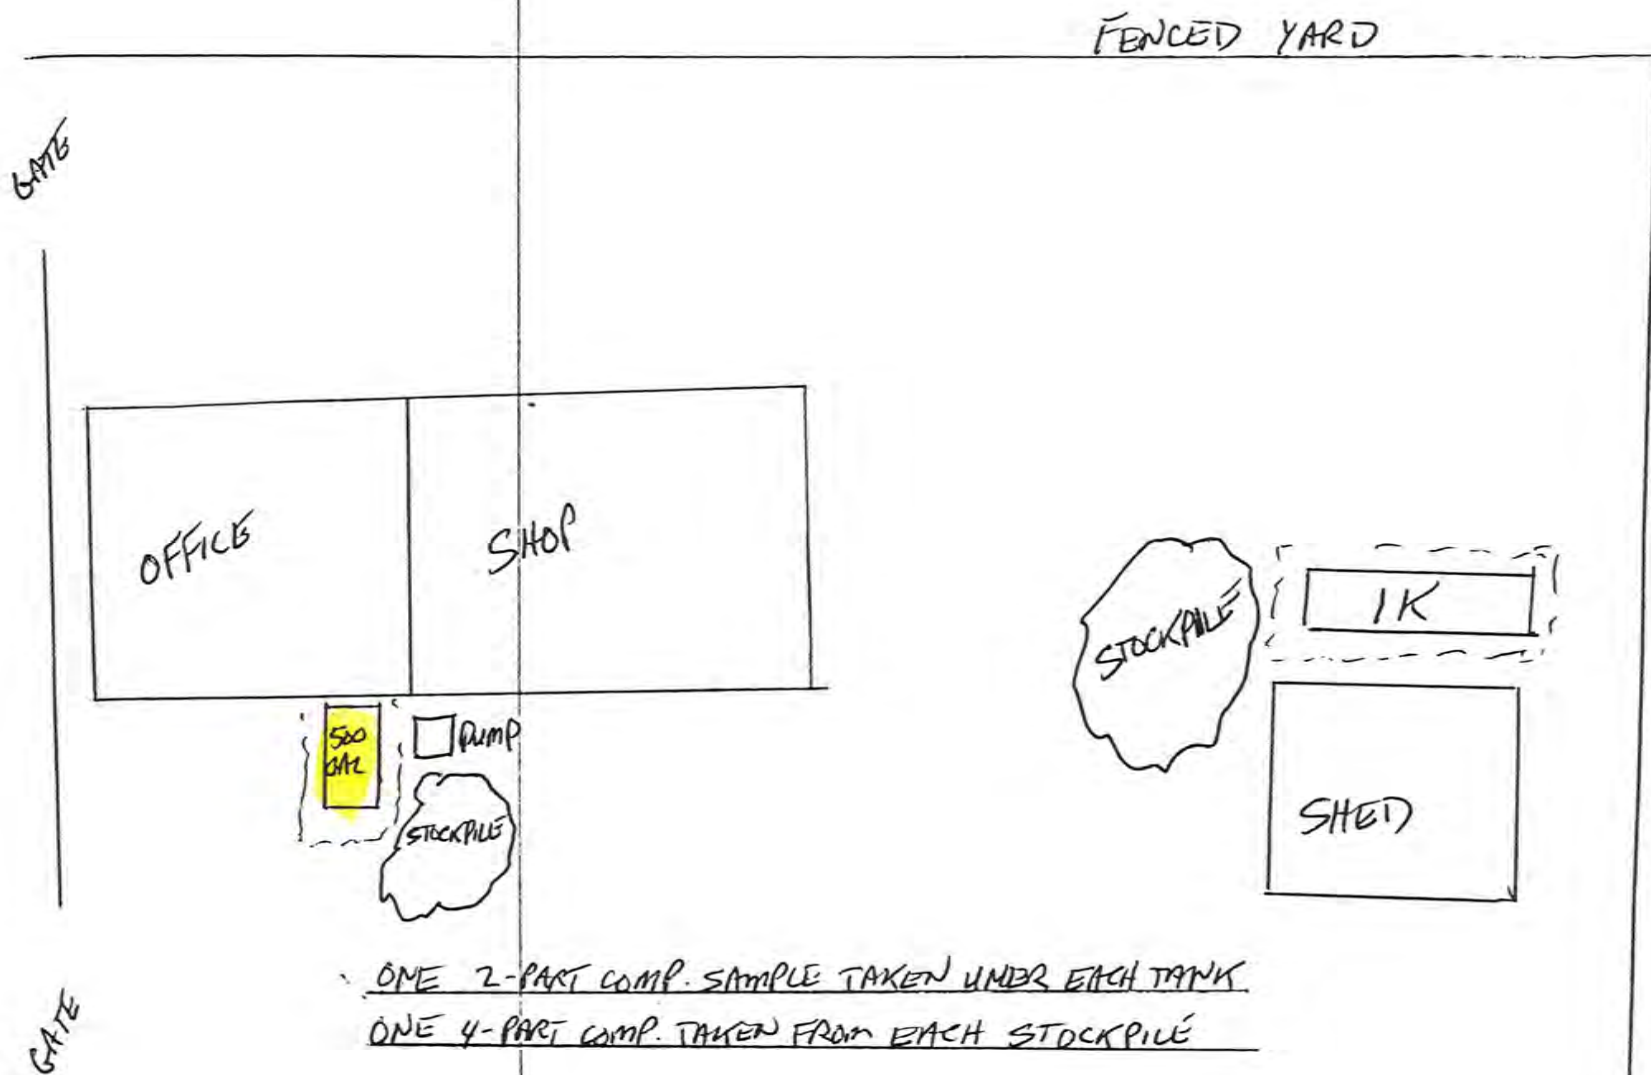 FENCED YARD
GATE
OFFICE
SHOP
STOCKPILE
1K
500
GAL
PUMP
STOCKPILE
SHED
ONE 2-PART COMP. SAMPLE TAKEN UNDER EACH TANK
ONE 4-PART COMP. TAKEN FROM EACH STOCKPILE
GATE